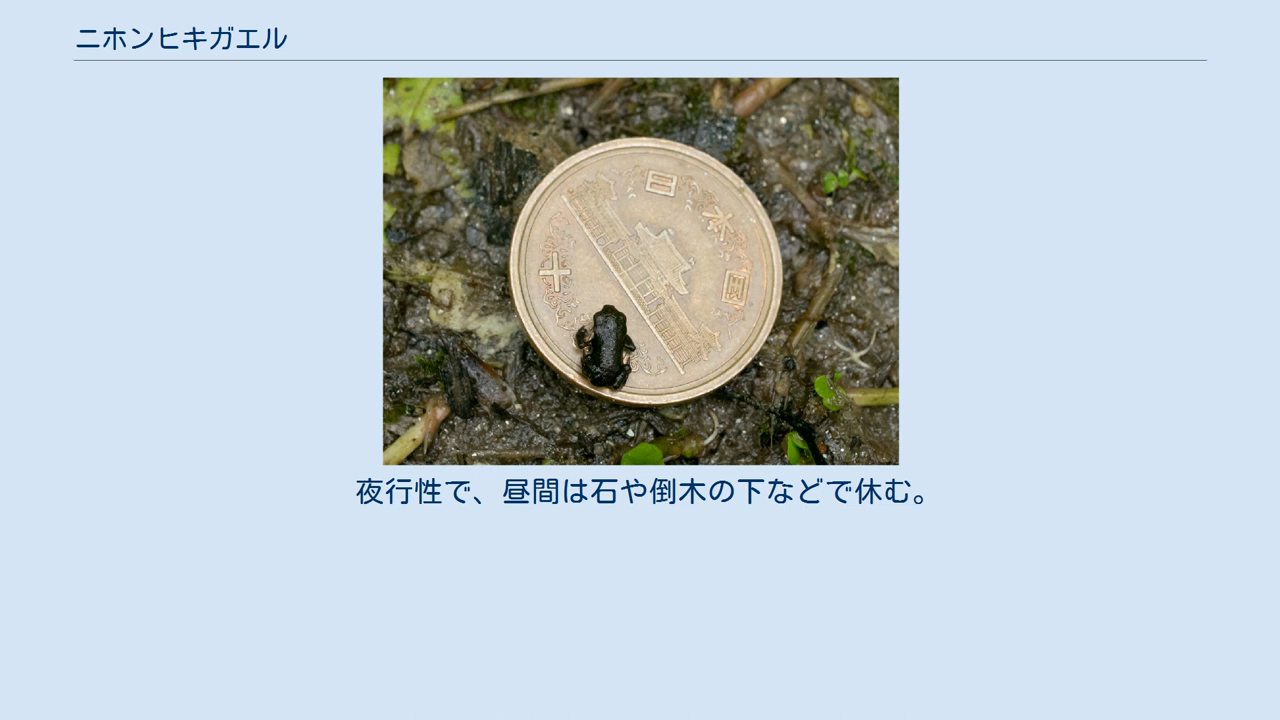 ニホンヒキガエル
日本国
十
夜行性で、昼間は石や倒木の下などで休む。